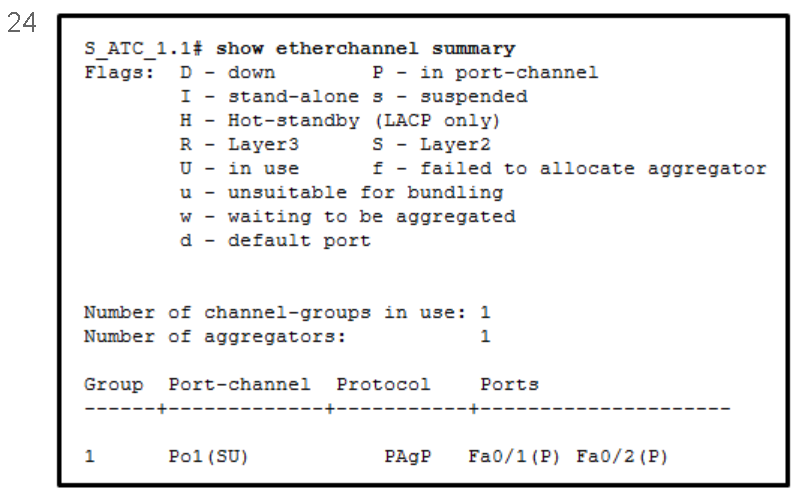 24
S_ATC_1.1# show etherchannel summary
Flags:  D - down        P - in port-channel
        I - stand-alone s - suspended
        H - Hot-standby (LACP only)
        R - Layer3      S - Layer2
        U - in use      f - failed to allocate aggregator
        u - unsuitable for bundling
        w - waiting to be aggregated
        d - default port
Number of channel-groups in use: 1
Number of aggregators:           1
Group  Port-channel  Protocol    Ports
------+-------------+-----------+---------------------
1      Po1(SU)           PAgP   Fa0/1(P) Fa0/2(P)